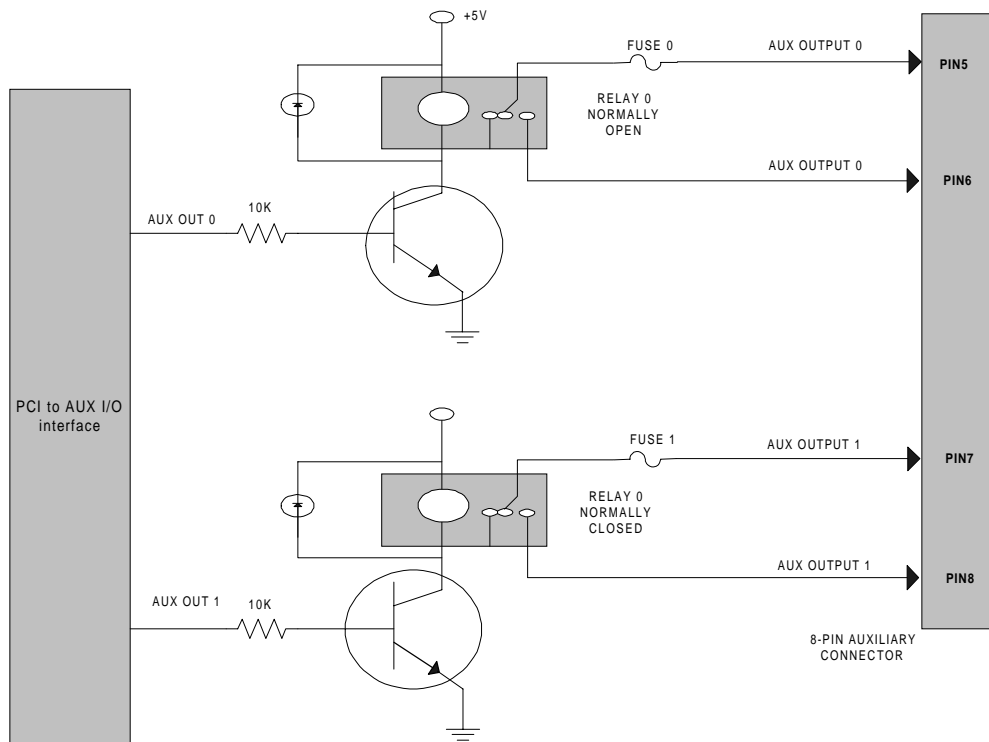 +5V
FUSE 0
AUX OUTPUT 0
PIN5
RELAY 0
NORMALLY
OPEN
AUX OUTPUT 0
PIN6
AUX OUT 0
10K
PCI to AUX I/O
interface
FUSE 1
AUX OUTPUT 1
PIN7
RELAY 0
NORMALLY
CLOSED
AUX OUTPUT 1
PIN8
AUX OUT 1
10K
8-PIN AUXILIARY
CONNECTOR